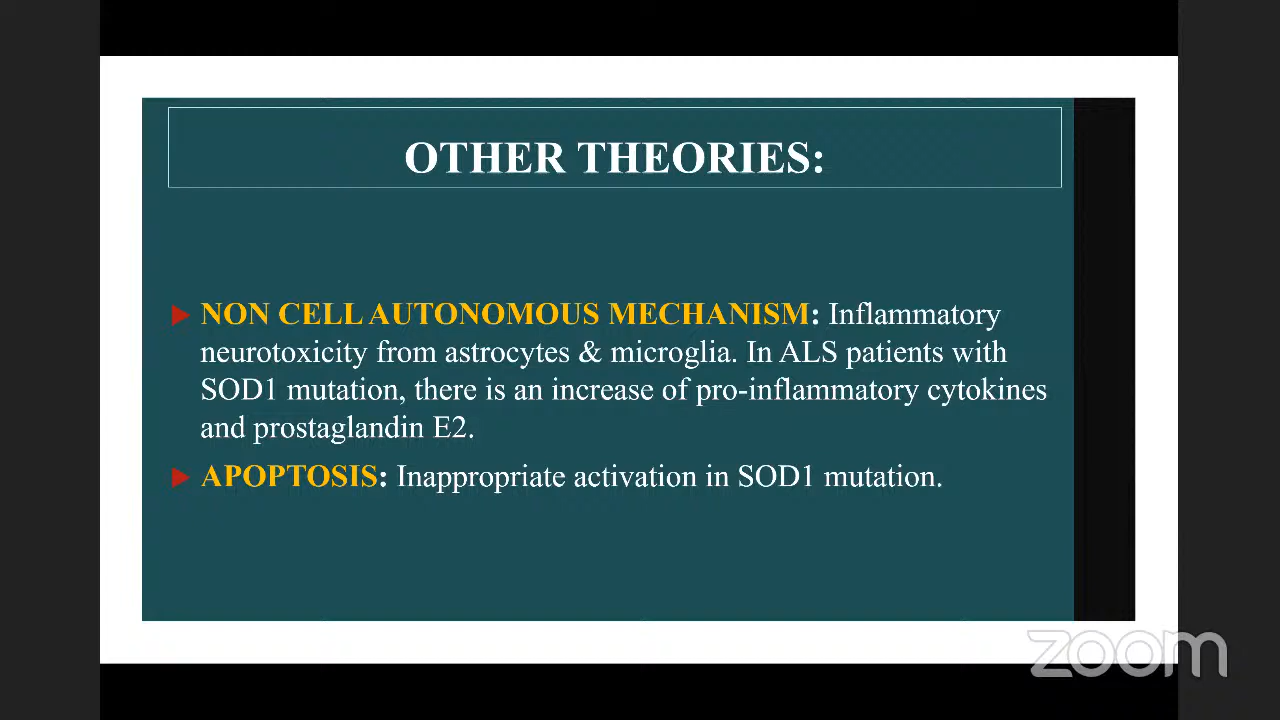 OTHER THEORIES:
NON CELL AUTONOMOUS MECHANISM: Inflammatory
neurotoxicity from astrocytes & microglia. In ALS patients with
SOD1 mutation, there is an increase of pro-inflammatory cytokines
and prostaglandin E2.
APOPTOSIS: Inappropriate activation in SOD1 mutation.
zoom